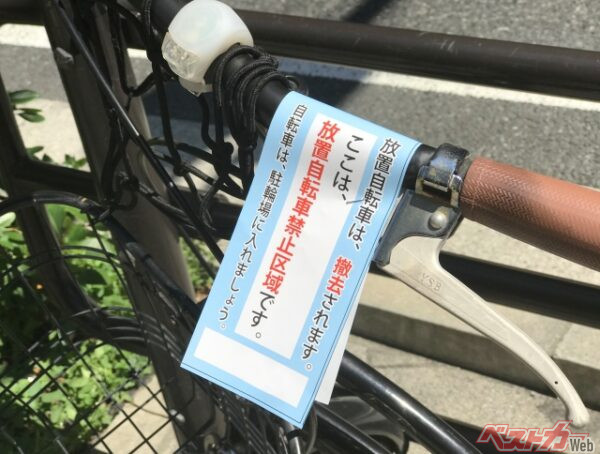 放置自転車は、撤去されます。
ここは、
放置自転車禁止区域です。
自転車は、駐輪場に入れましょう。
YSB
ベストカーWeb